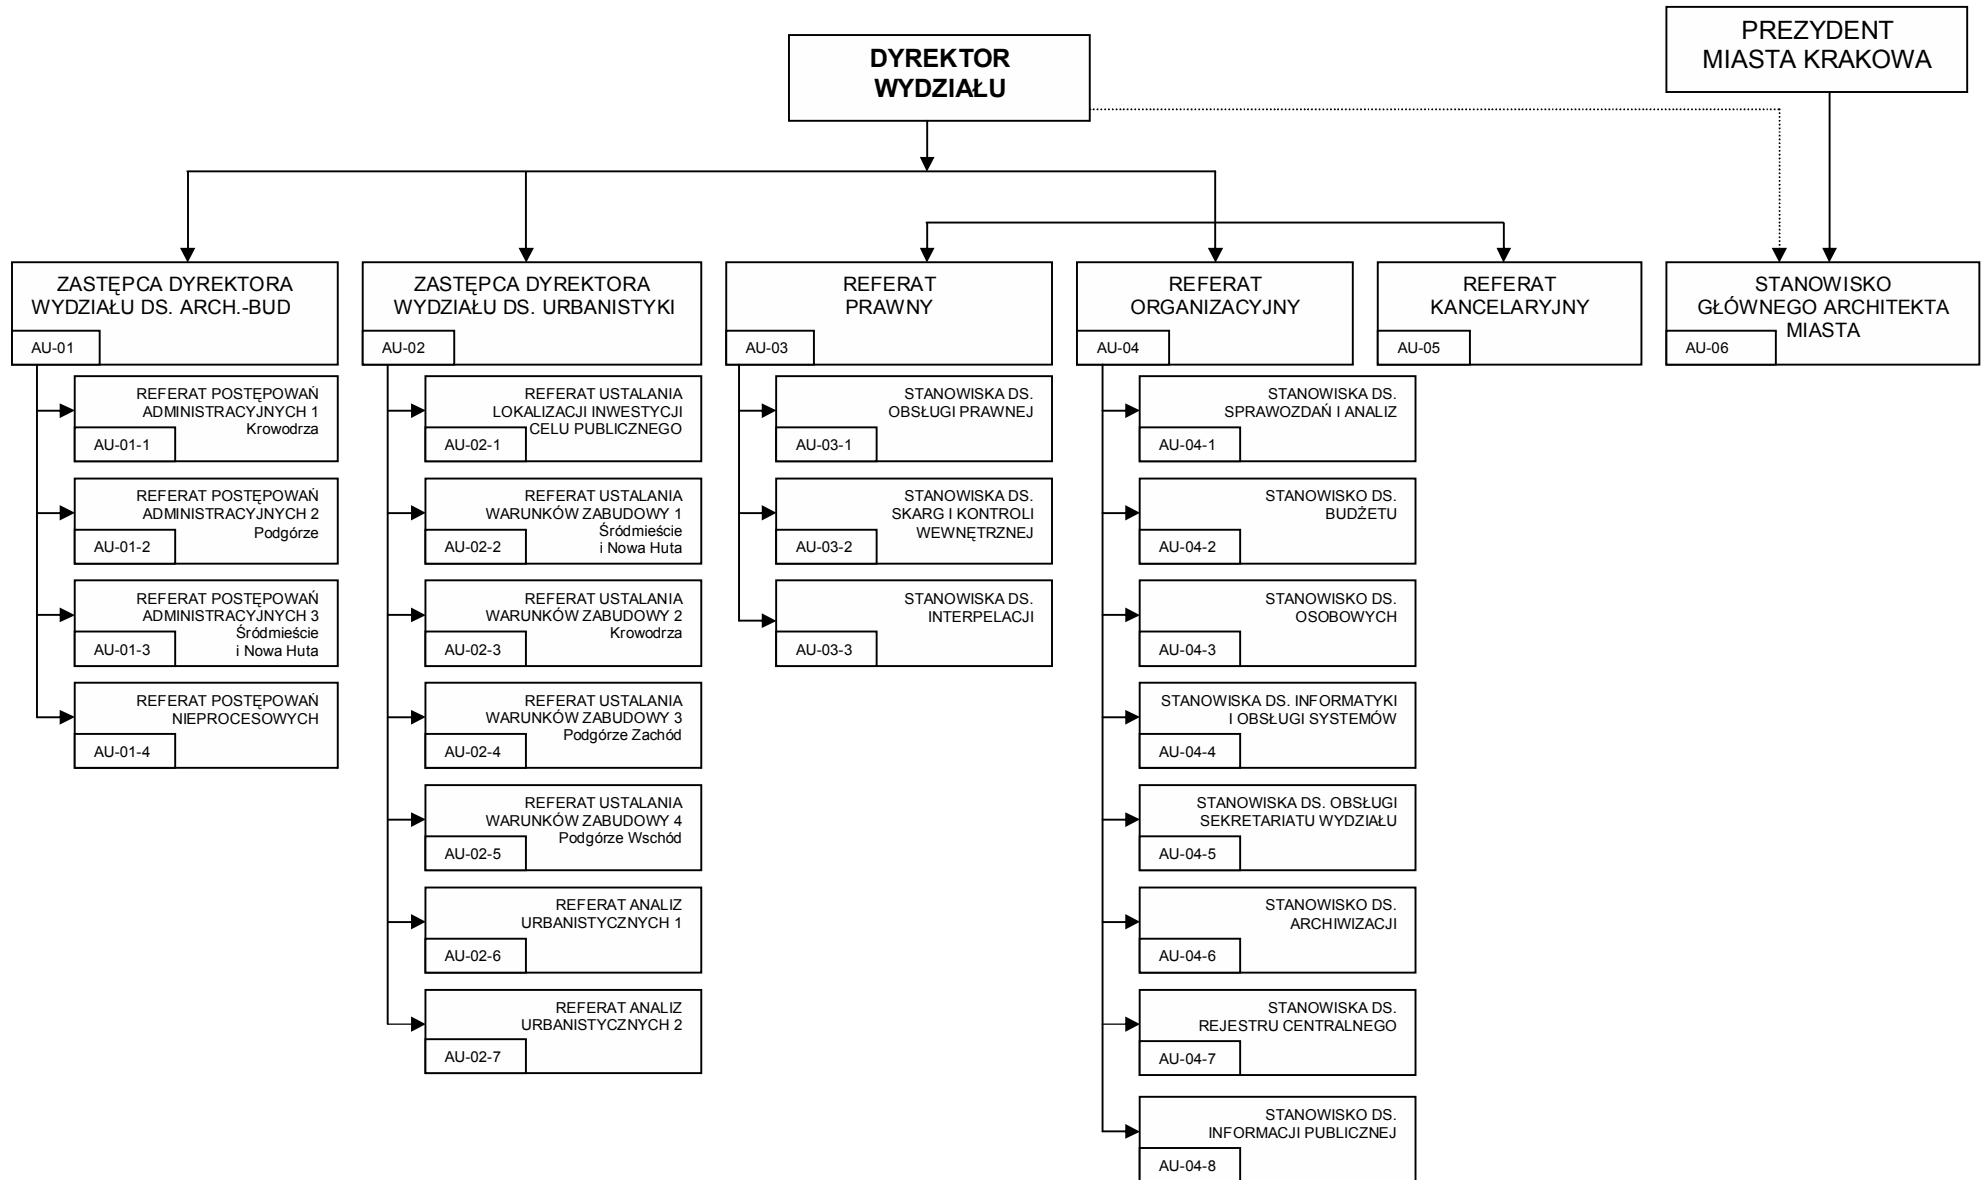 DYREKTOR
WYDZIAŁU
PREZYDENT
MIASTA KRAKOWA
ZASTĘPCA DYREKTORA
WYDZIAŁU DS. ARCH.-BUD
AU-01
REFERAT POSTĘPOWAŃ
ADMINISTRACYJNYCH 1
Krowodrza
AU-01-1
REFERAT POSTĘPOWAŃ
ADMINISTRACYJNYCH 2
Podgórze
AU-01-2
REFERAT POSTĘPOWAŃ
ADMINISTRACYJNYCH 3
Śródmieście
i Nowa Huta
AU-01-3
REFERAT POSTĘPOWAŃ
NIEPROCESOWYCH
AU-01-4
ZASTĘPCA DYREKTORA
WYDZIAŁU DS. URBANISTYKI
AU-02
REFERAT USTALANIA
LOKALIZACJI INWESTYCJI
CELU PUBLICZNEGO
AU-02-1
REFERAT USTALANIA
WARUNKÓW ZABUDOWY 1
Śródmieście
i Nowa Huta
AU-02-2
REFERAT USTALANIA
WARUNKÓW ZABUDOWY 2
Krowodrza
AU-02-3
REFERAT USTALANIA
WARUNKÓW ZABUDOWY 3
Podgórze Zachód
AU-02-4
REFERAT USTALANIA
WARUNKÓW ZABUDOWY 4
Podgórze Wschód
AU-02-5
REFERAT ANALIZ
URBANISTYCZNYCH 1
AU-02-6
REFERAT ANALIZ
URBANISTYCZNYCH 2
AU-02-7
REFERAT
PRAWNY
AU-03
STANOWISKA DS.
OBSŁUGI PRAWNEJ
AU-03-1
STANOWISKA DS.
SKARG I KONTROLI
WEWNĘTRZNEJ
AU-03-2
STANOWISKA DS.
INTERPELACJI
AU-03-3
REFERAT
ORGANIZACYJNY
AU-04
STANOWISKA DS.
SPRAWOZDAŃ I ANALIZ
AU-04-1
STANOWISKO DS.
BUDŻETU
AU-04-2
STANOWISKO DS.
OSOBOWYCH
AU-04-3
STANOWISKA DS. INFORMATYKI
I OBSŁUGI SYSTEMÓW
AU-04-4
STANOWISKA DS. OBSŁUGI
SEKRETARIATU WYDZIAŁU
AU-04-5
STANOWISKO DS.
ARCHIWIZACJI
AU-04-6
STANOWISKA DS.
REJESTRU CENTRALNEGO
AU-04-7
STANOWISKO DS.
INFORMACJI PUBLICZNEJ
AU-04-8
REFERAT
KANCELARYJNY
AU-05
STANOWISKO
GŁÓWNEGO ARCHITEKTA
MIASTA
AU-06